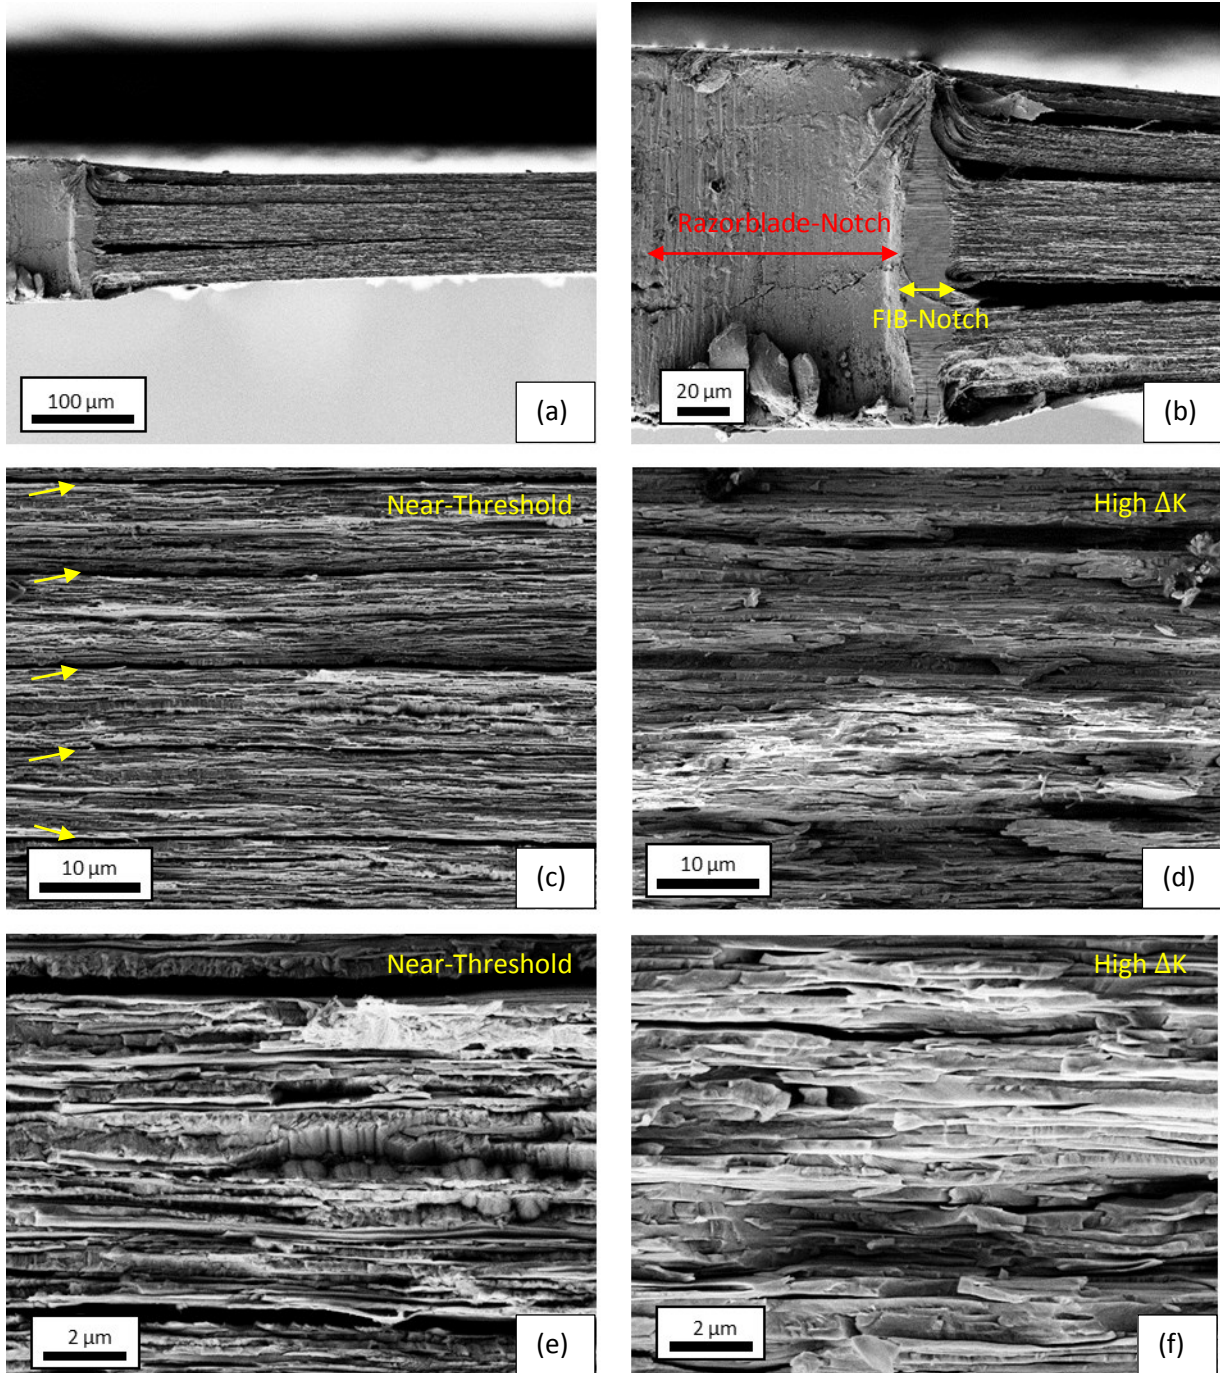 100 µm
(a)
Razorblade-Notch
FIB-Notch
20 µm
(b)
Near-Threshold
10 µm
(c)
High ΔK
10 µm
(d)
Near-Threshold
2 µm
(e)
High ΔK
2 µm
(f)